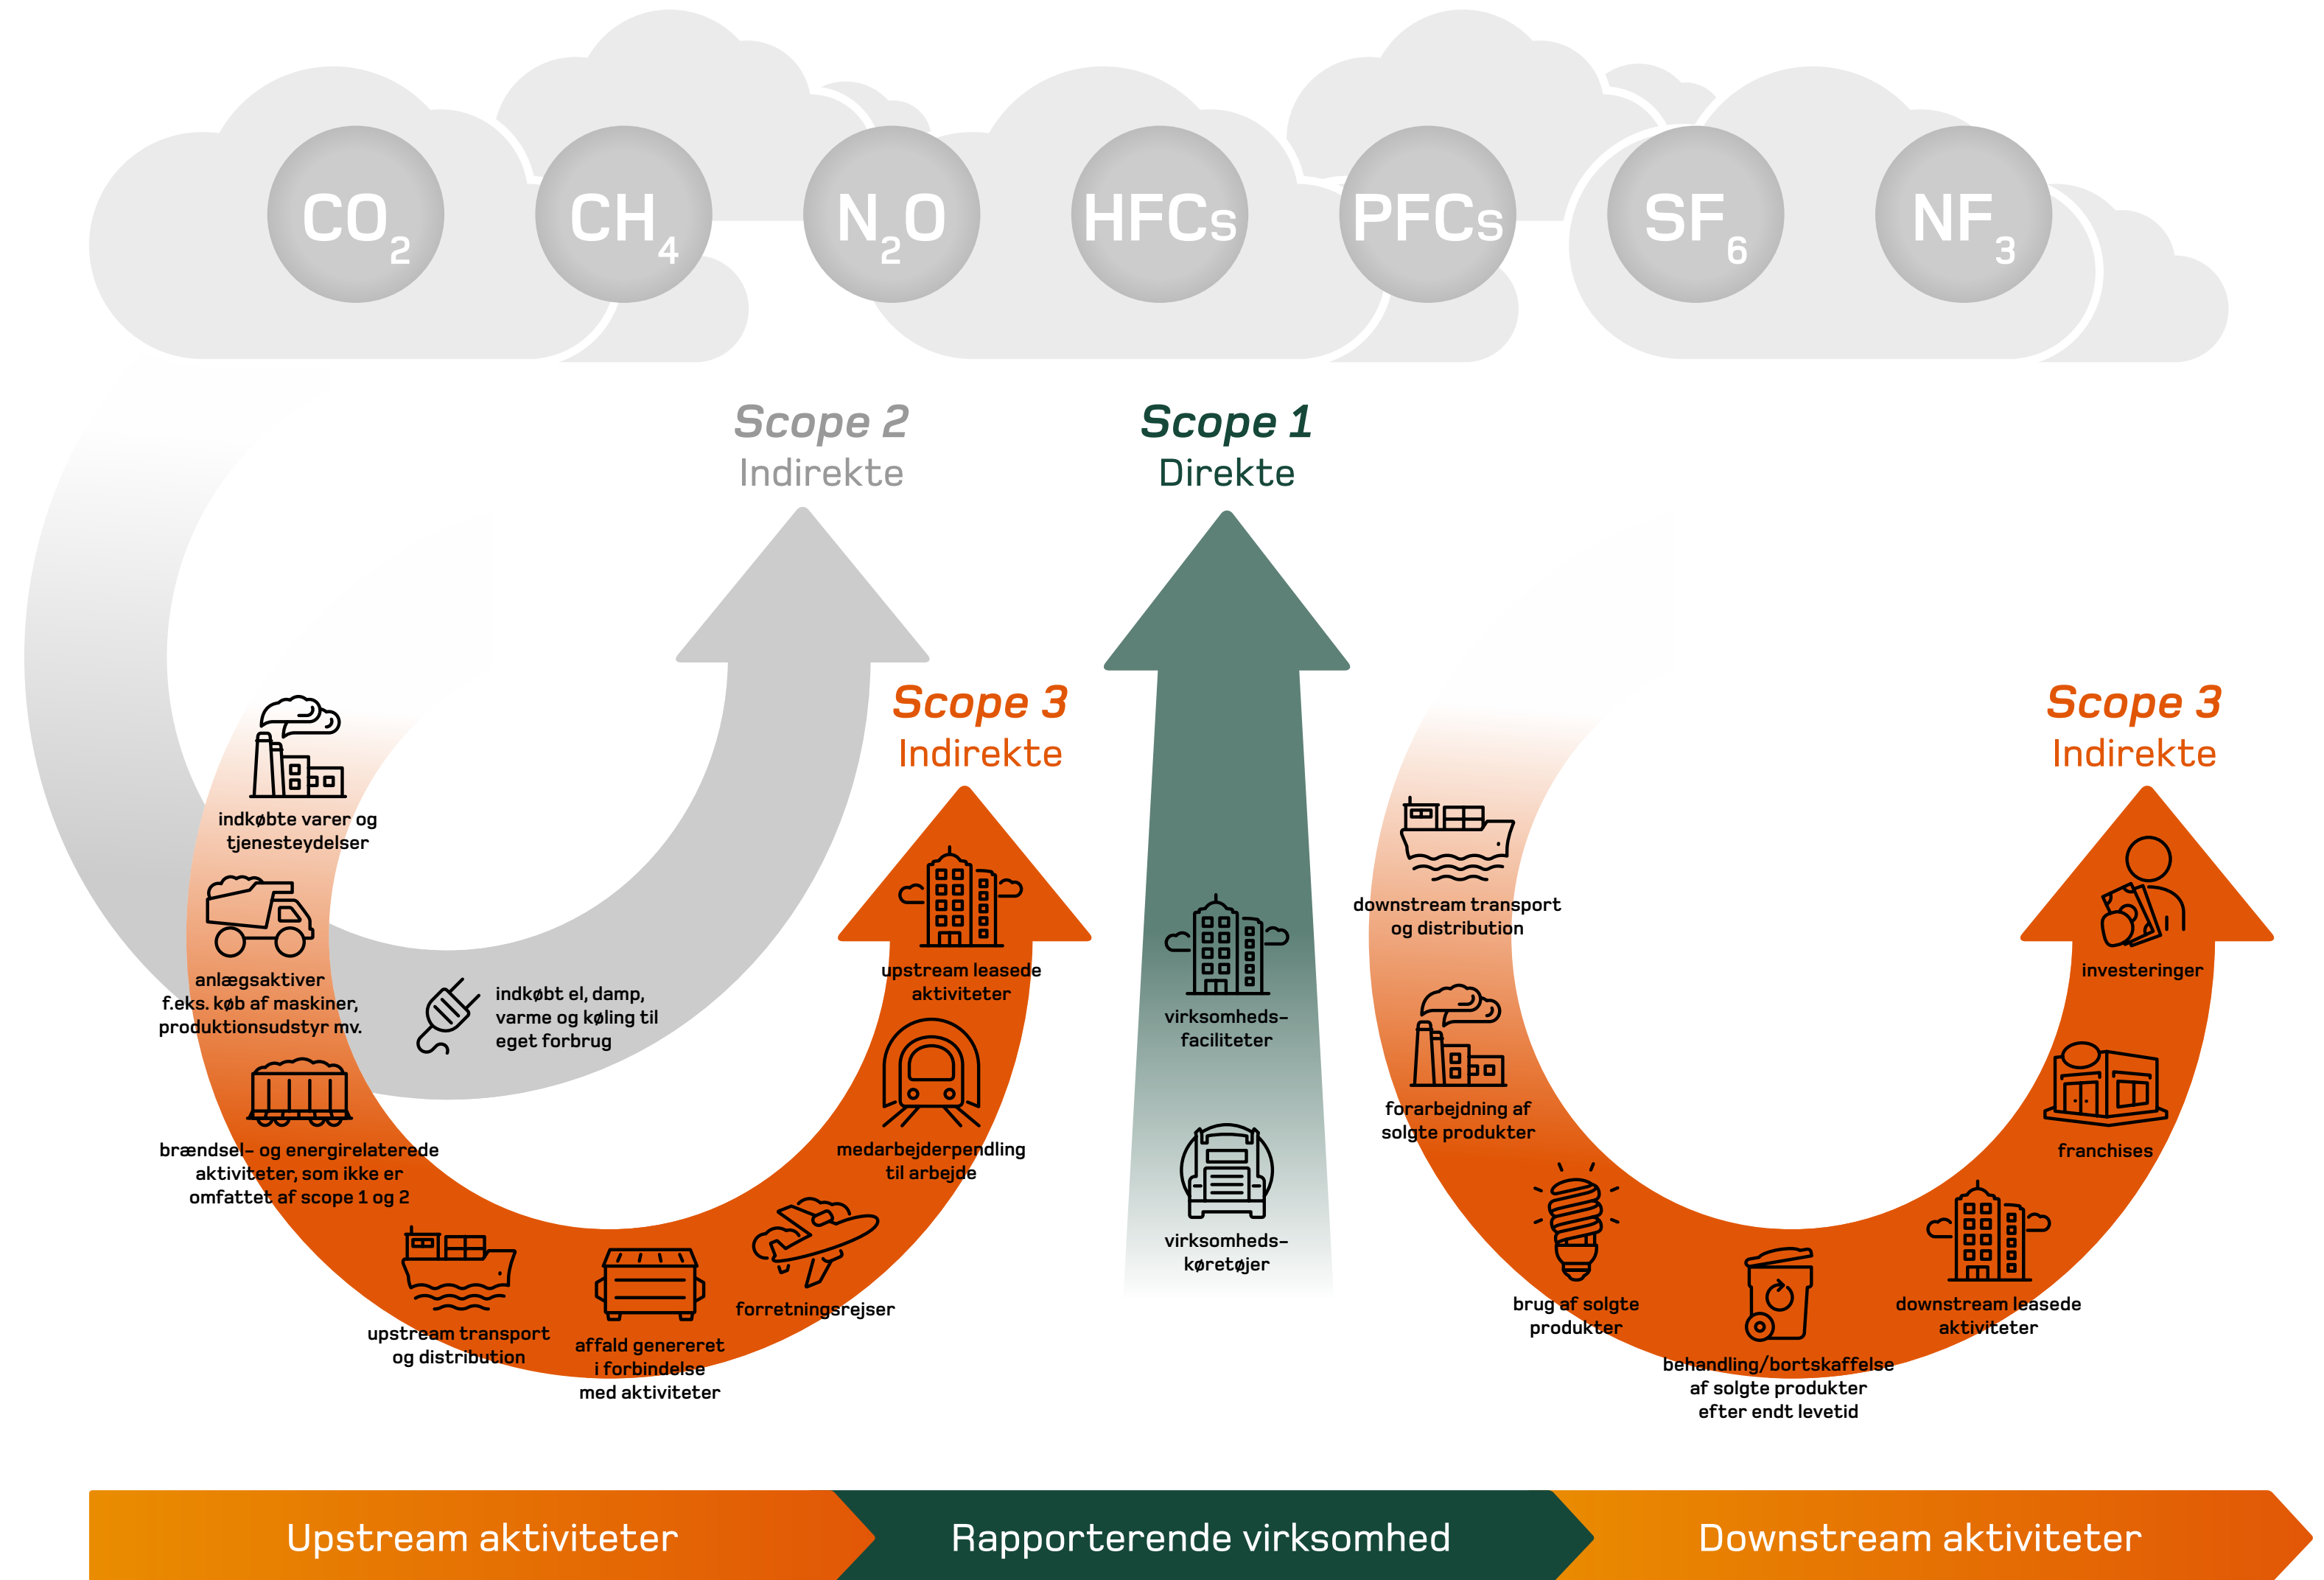 CO2
CH4
N2O
HFCs
PFCs
SF6
NF3
Scope 2
Indirekte
Scope 1
Direkte
Scope 3
Indirekte
Scope 3
Indirekte
indkøbte varer og
tjenesteydelser
anlægsaktiver
f.eks. køb af maskiner,
produktionsudstyr mv.
brændsel- og energirelaterede
aktiviteter, som ikke er
omfattet af scope 1 og 2
upstream transport
og distribution
affald genereret
i forbindelse
med aktiviteter
forretningsrejser
medarbejderpendling
til arbejde
upstream leasede
aktiviteter
indkøbt el, damp,
varme og køling til
eget forbrug
virksomheds-
faciliteter
virksomheds-
køretøjer
downstream transport
og distribution
forarbejdning af
solgte produkter
brug af solgte
produkter
behandling/bortskaffelse
af solgte produkter
efter endt levetid
downstream leasede
aktiviteter
franchises
investeringer
Upstream aktiviteter
Rapporterende virksomhed
Downstream aktiviteter